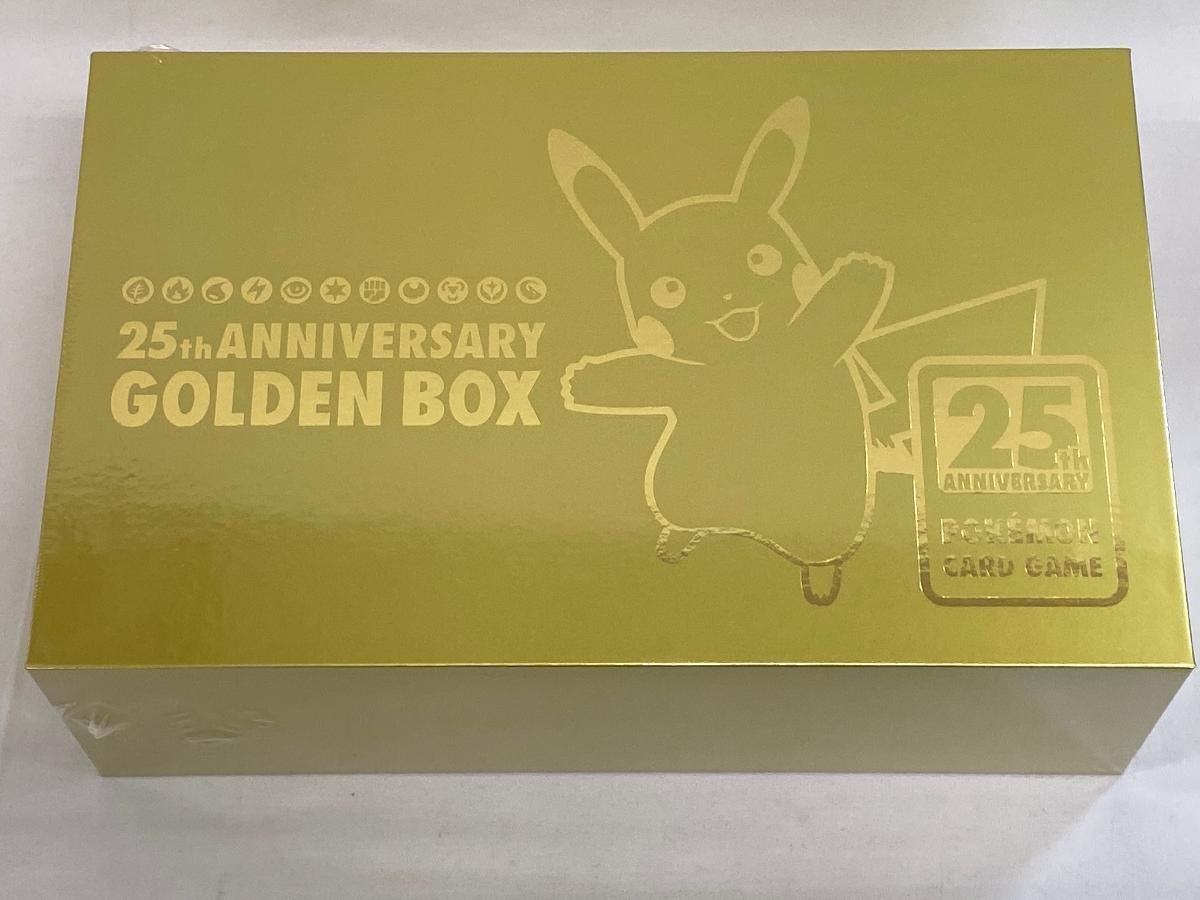 25th ANNIVERSARY
GOLDEN BOX
25th
ANNIVERSARY
POKÉMON
CARD GAME